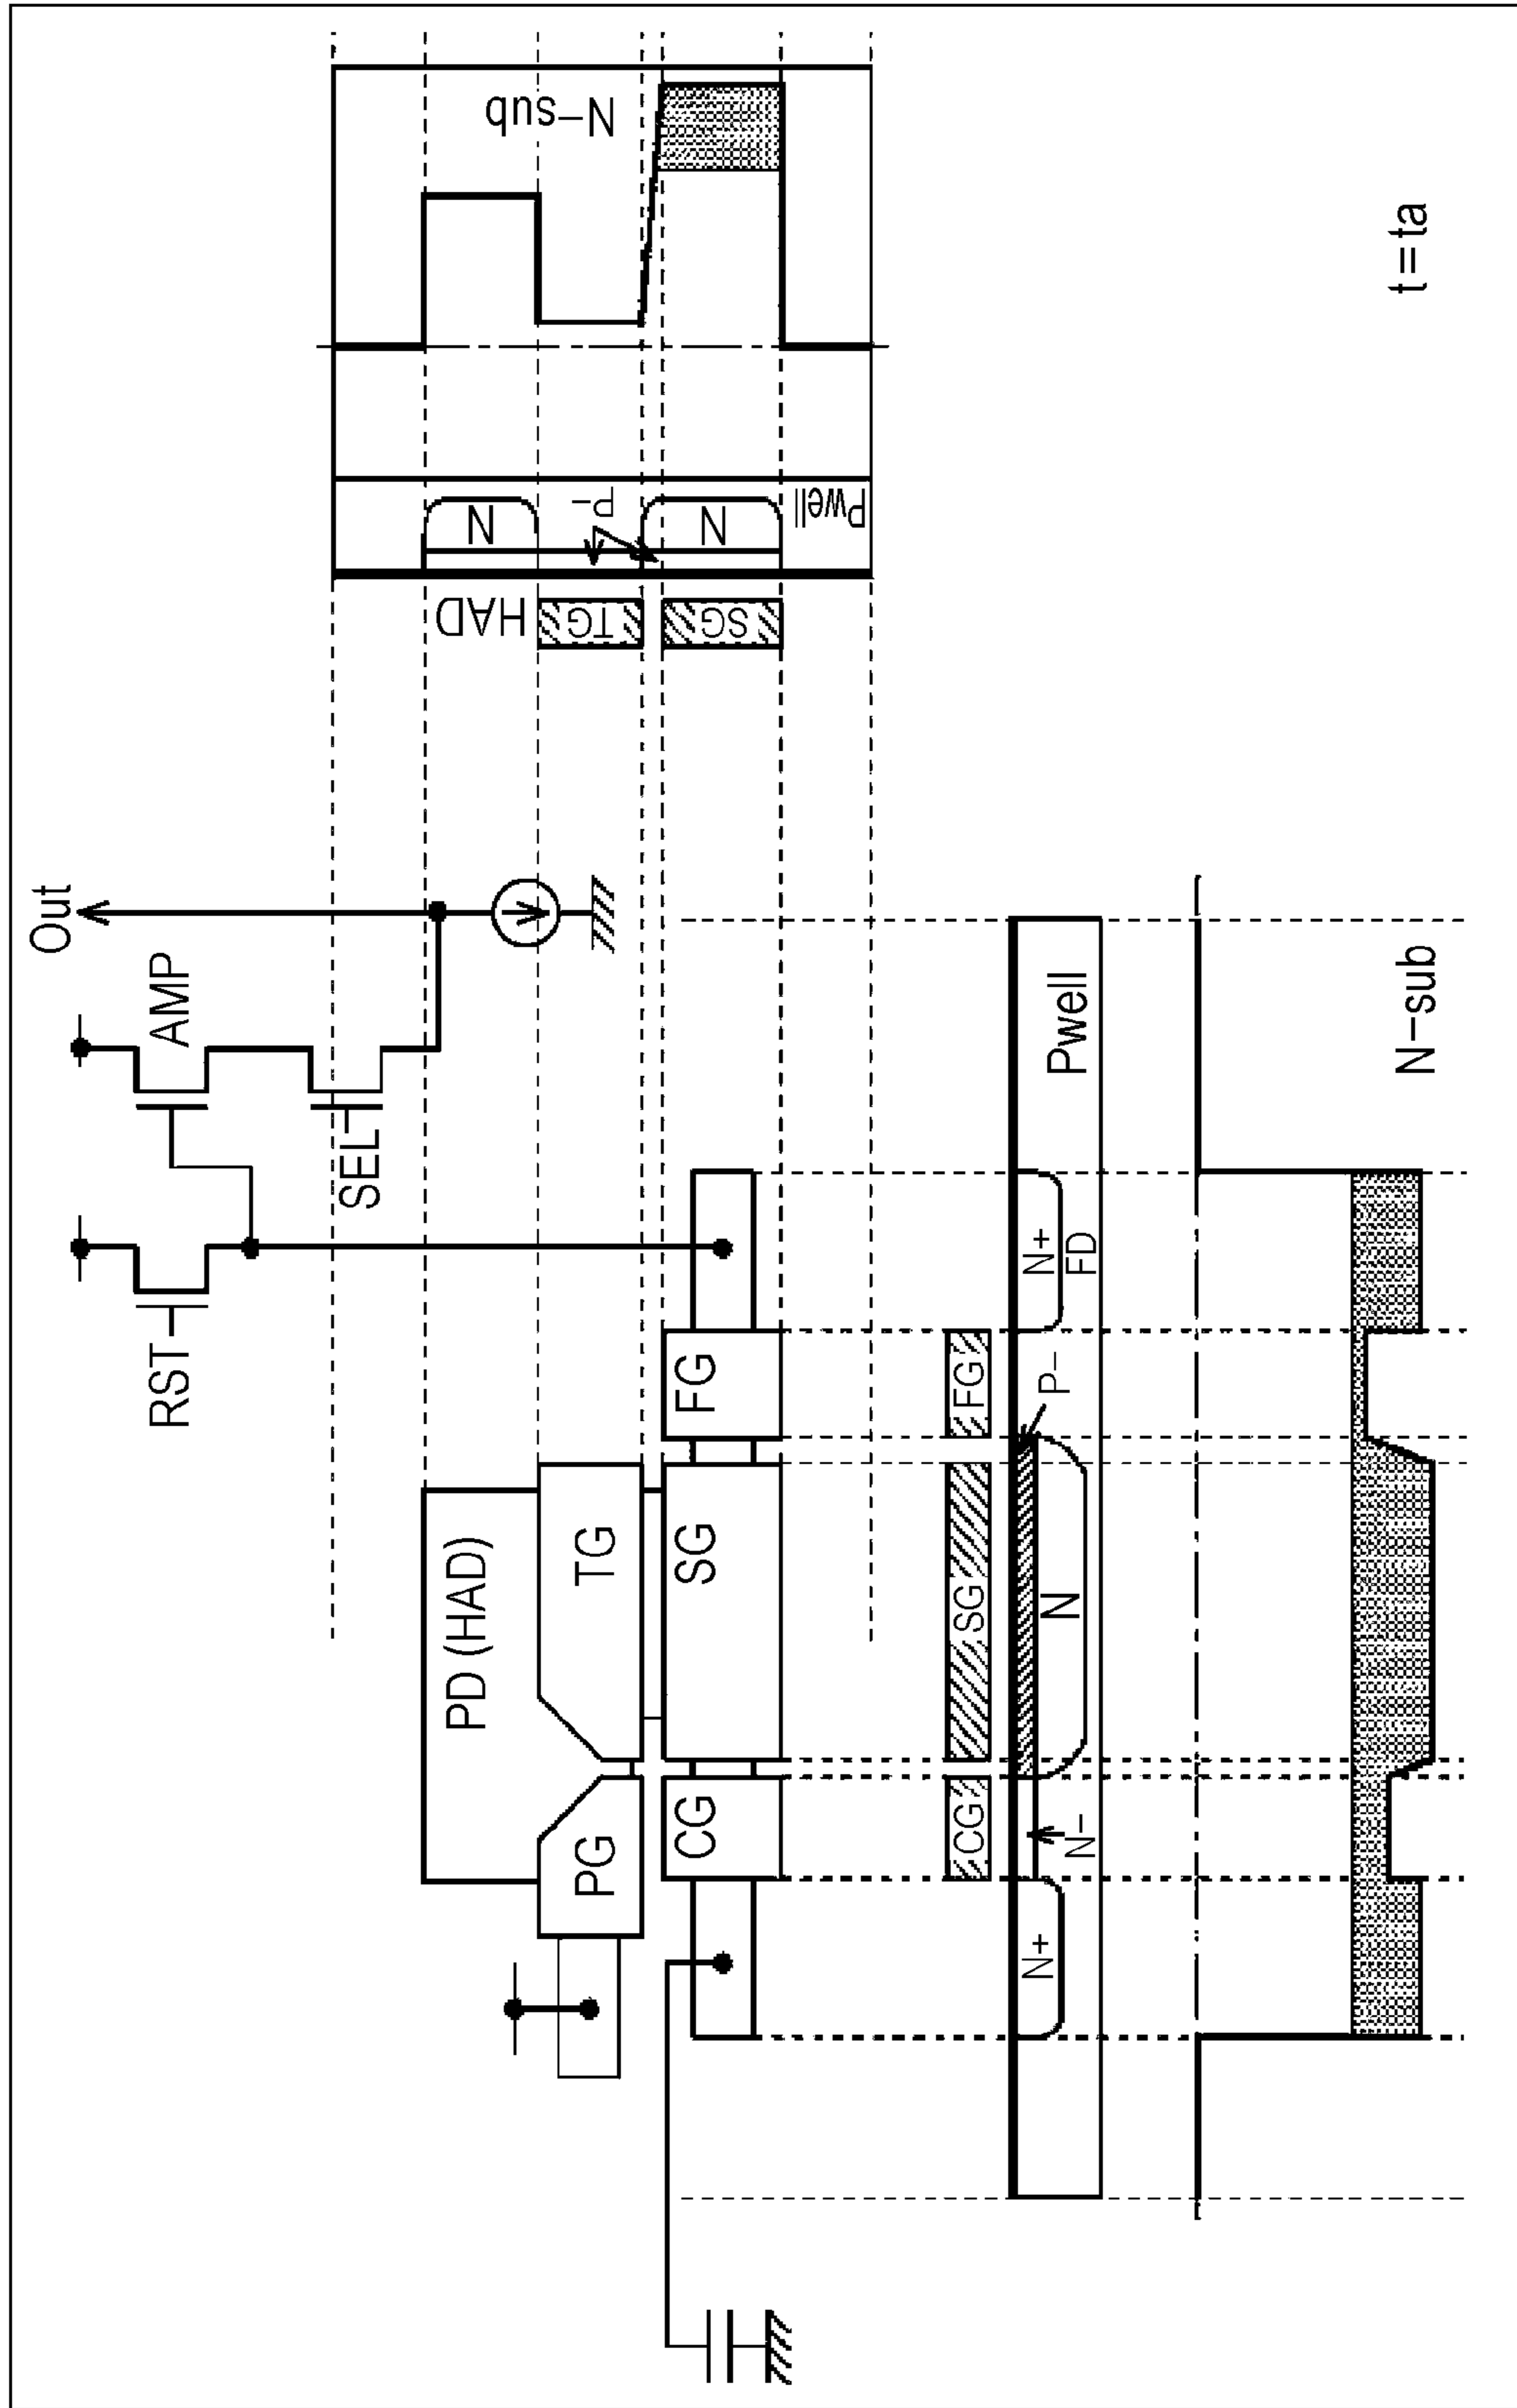 Out
RST
AMP
SEL
PD (HAD)
PG
TG
CG
SG
FG
HAD
TG
SG
N
P-
N
Pwell
N-sub
CG
SG
FG
N+
N-
N
P-
N+
FD
Pwell
N-sub
t=ta